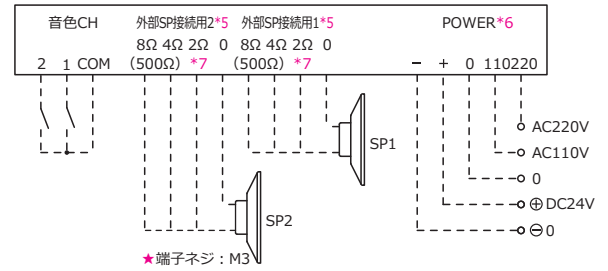 音色CH 外部SP接続用2*5 外部SP接続用1*5 POWER*6
8Ω 4Ω 2Ω 0 8Ω 4Ω 2Ω 0
2 1 COM (500Ω) *7 (500Ω) *7 − + 0 110220
AC220V
SP1
AC110V
0
⊕DC24V
SP2
⊖0
★端子ネジ：M3